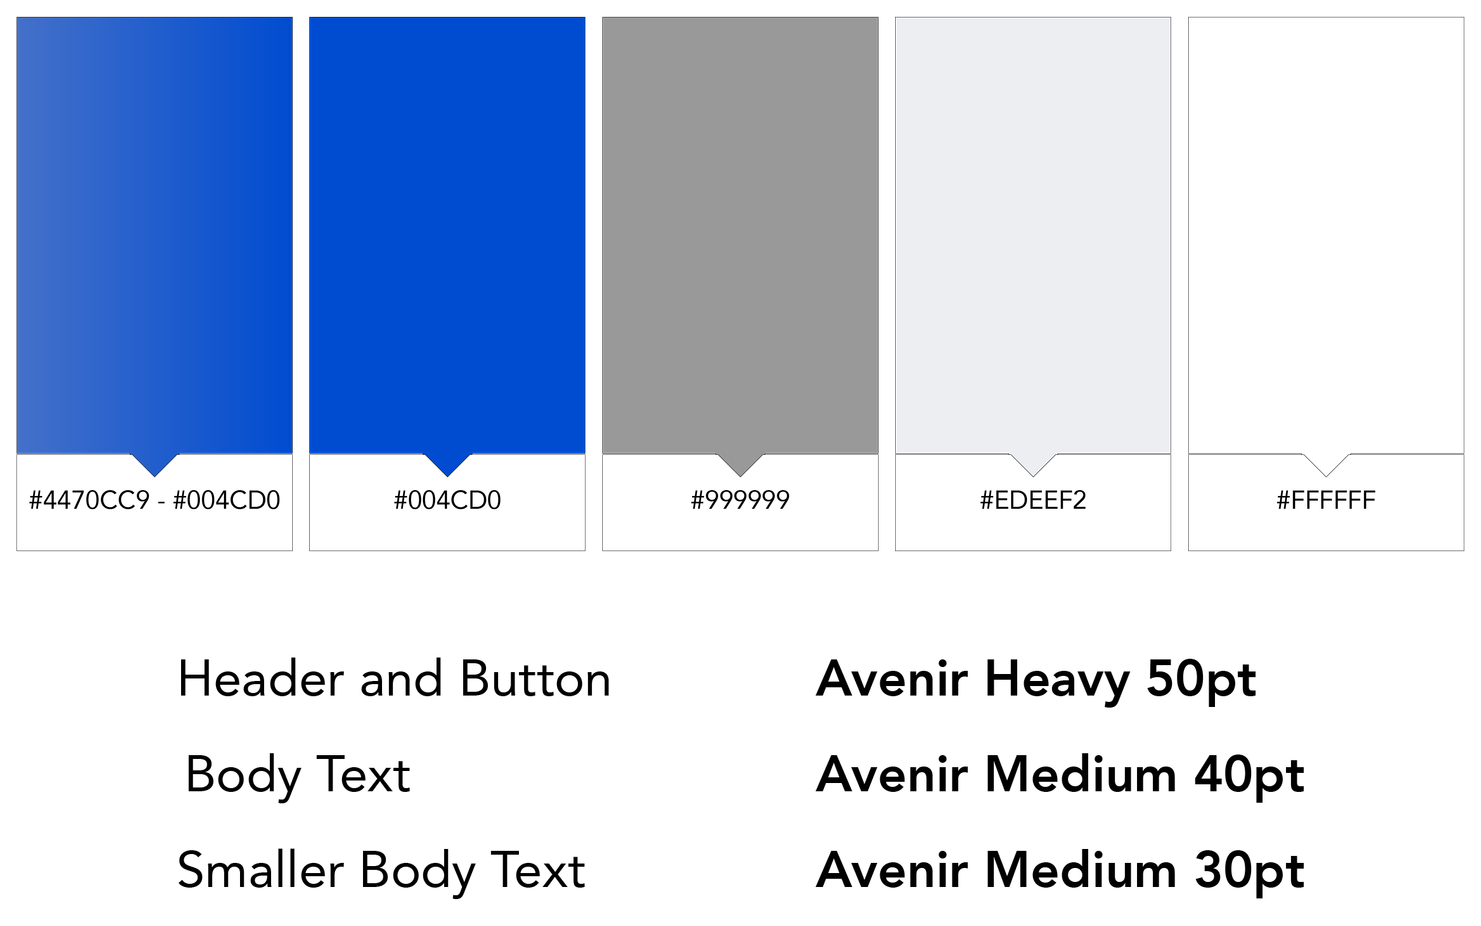 #4470CC9 - #004CD0
#004CD0
#999999
#EDEEF2
#FFFFFF
Header and Button
Avenir Heavy 50pt
Body Text
Avenir Medium 40pt
Smaller Body Text
Avenir Medium 30pt